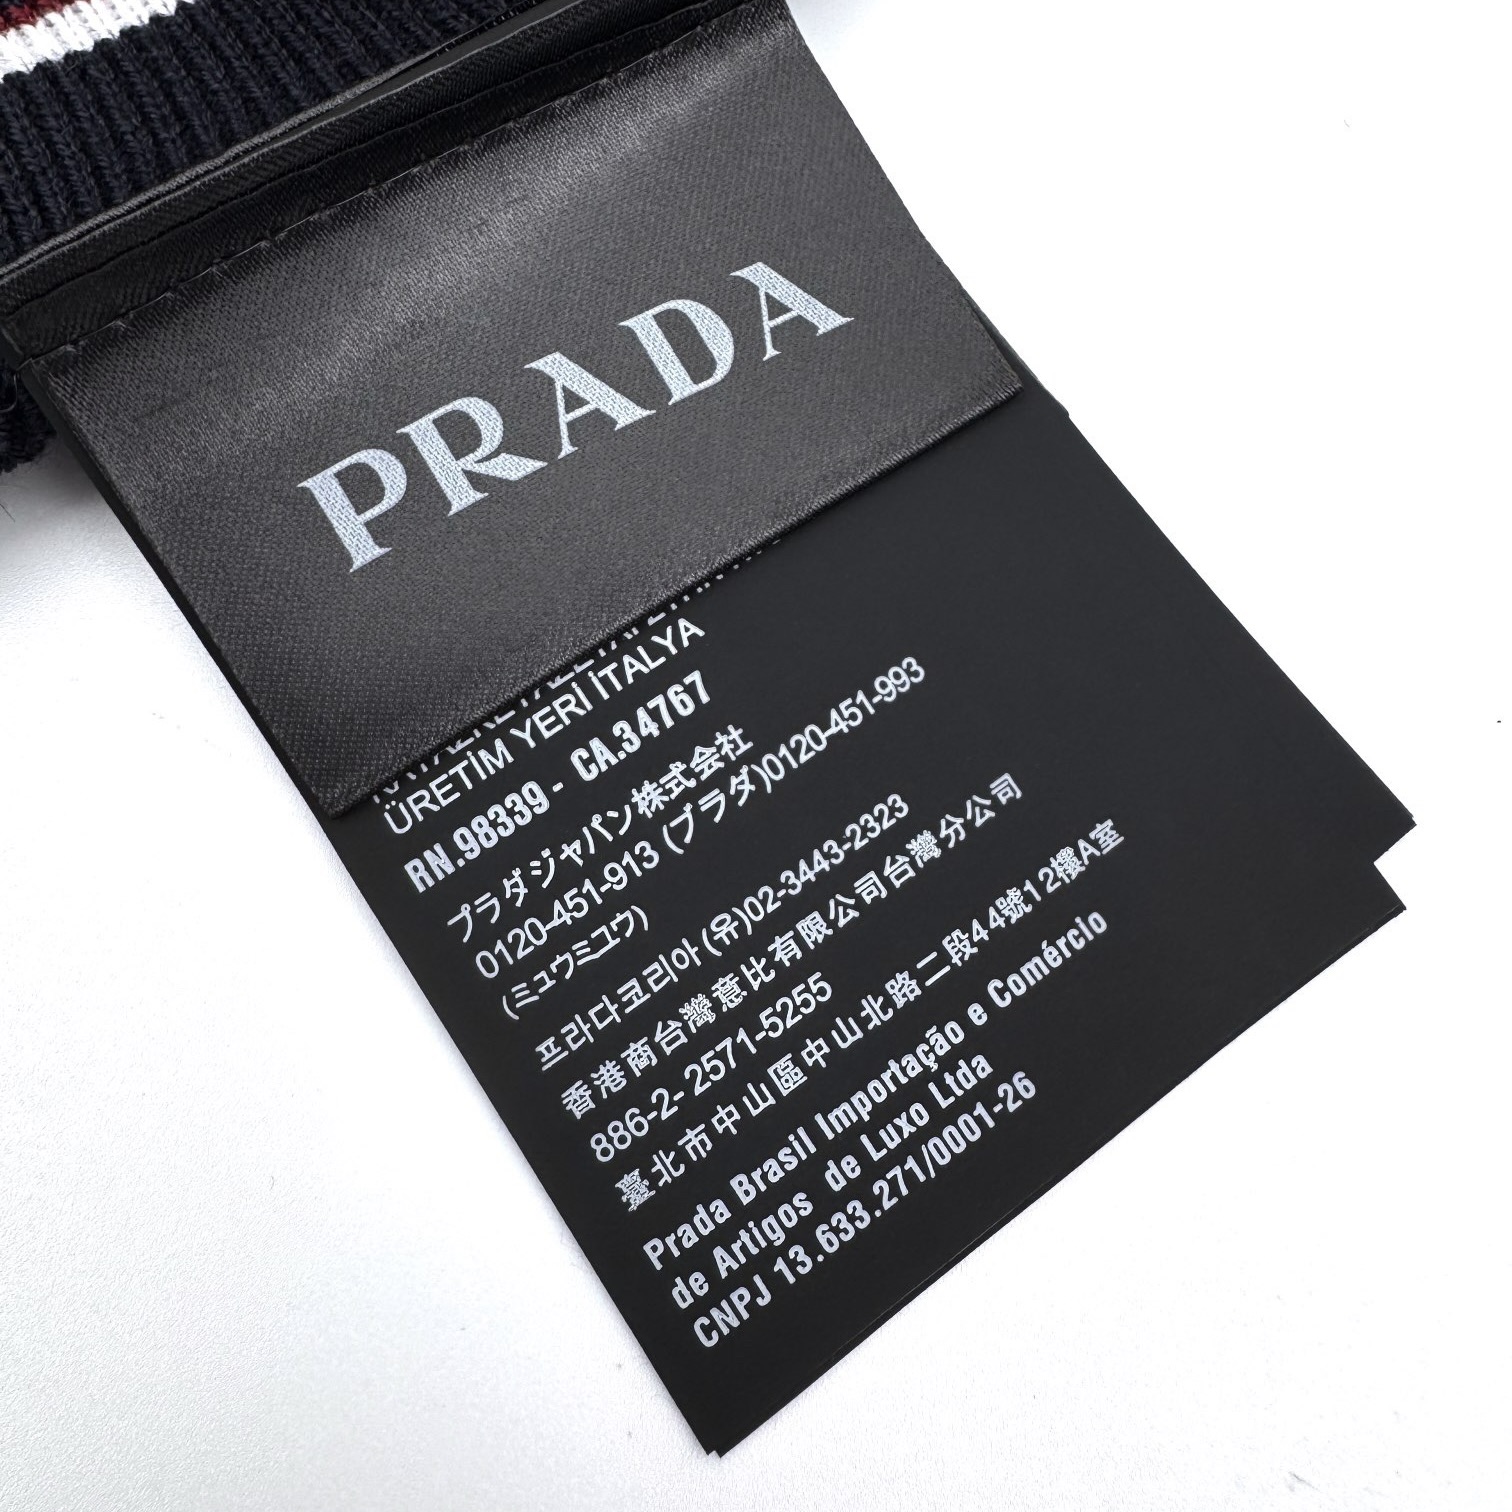 PRADA
ÜRETİM YERİ İTALYA
RN.98339 - CA.34767
プラダジャパン株式会社
0120-451-913 (プラダ)0120-451-993
(ミュウミュウ)
프라다코리아(유)02-3443-2323
香港商台灣意比有限公司台灣分公司
886-2- 2571-5255
臺北市中山區中山北路二段44號12樓A室
Prada Brasil Importação e Comércio
de Artigos de Luxo Ltda
CNPJ 13.633.271/0001-26